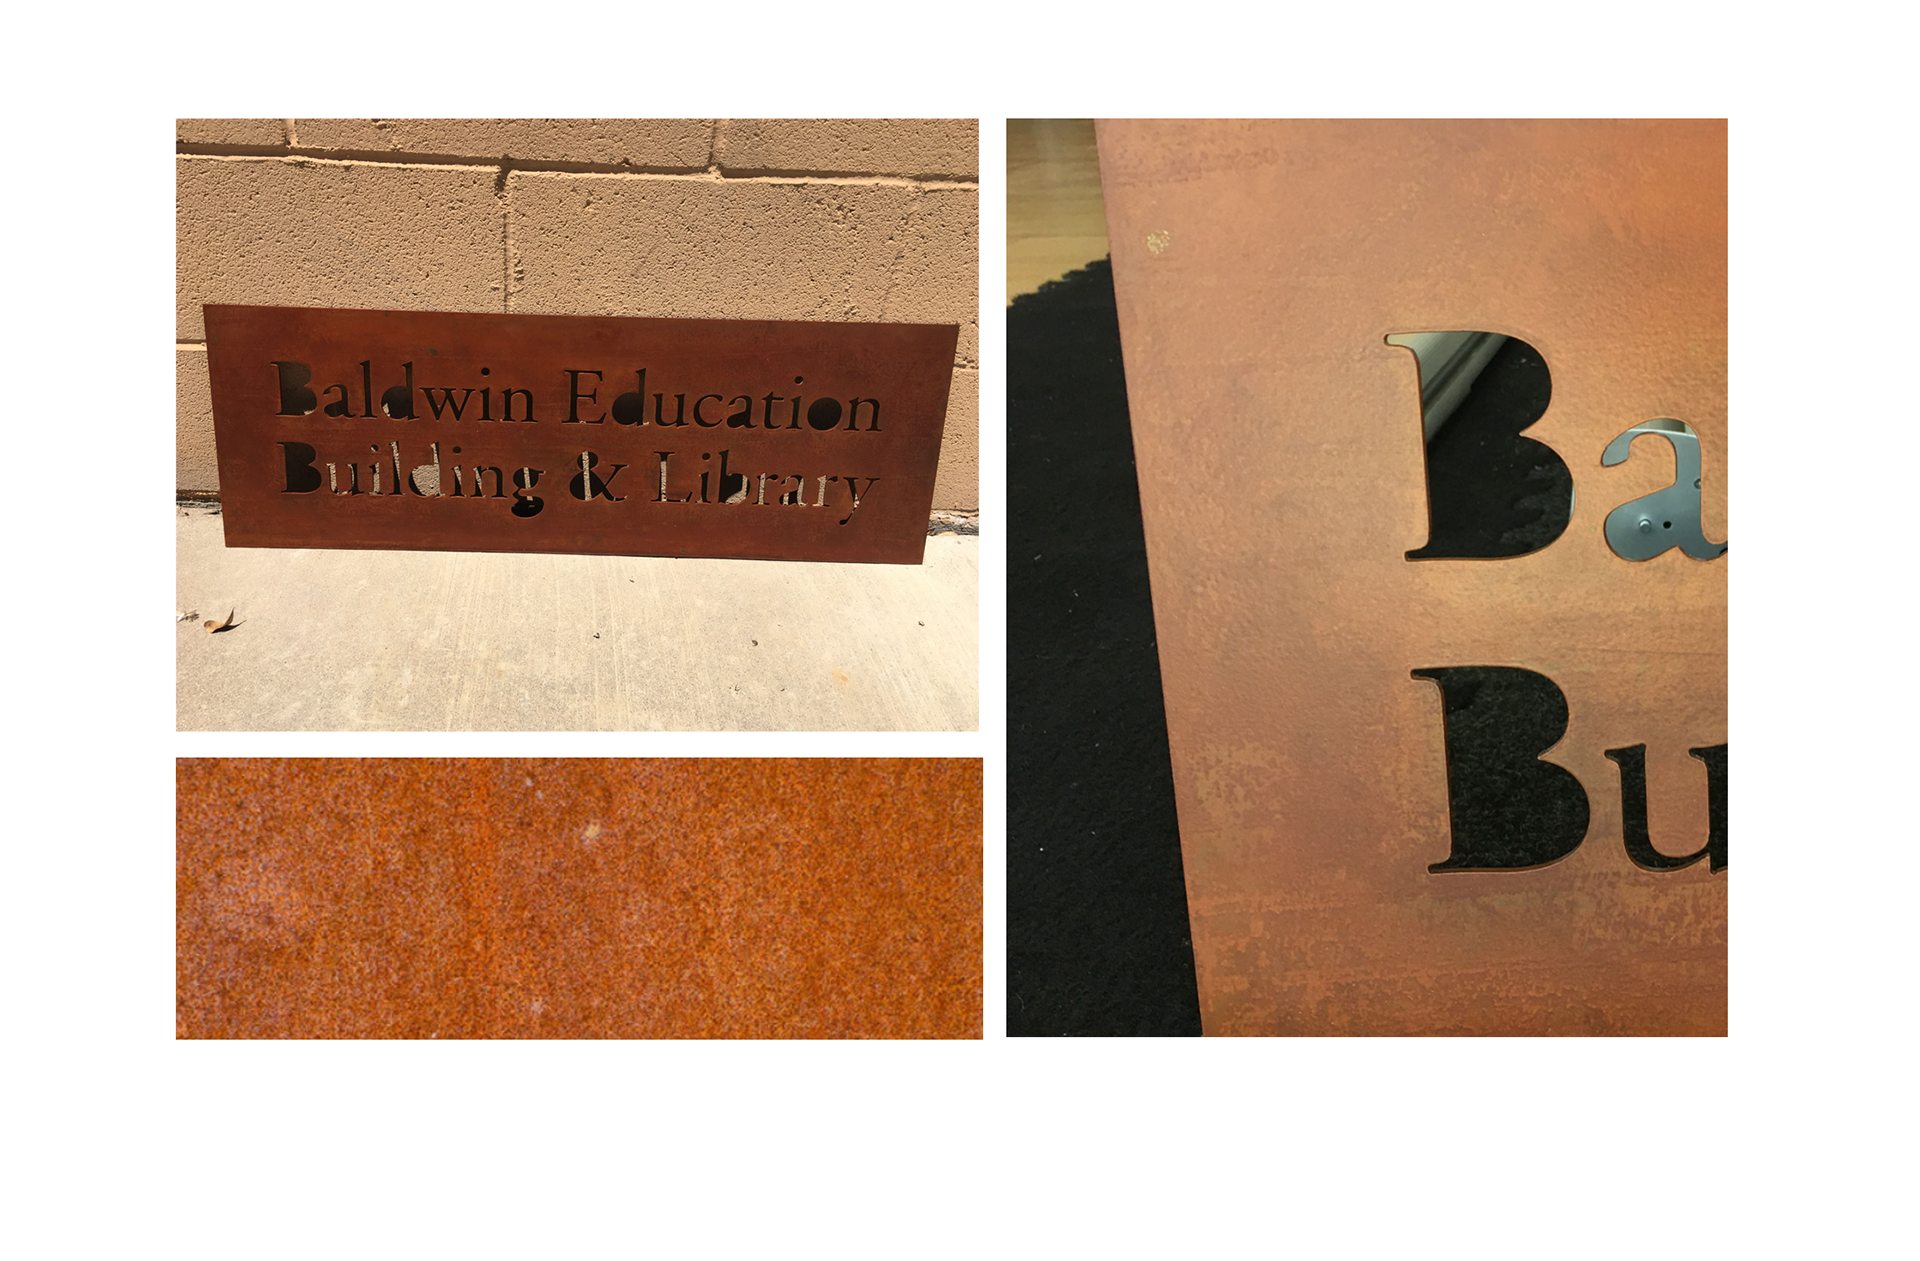 Baldwin Education
Building & Library
Ba
Bu